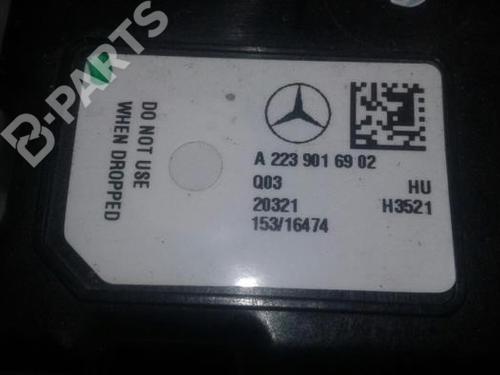 B-PARTS
DO NOT USE
WHEN DROPPED
A 223 901 69 02
Q03 HU
20321 H3521
153/16474